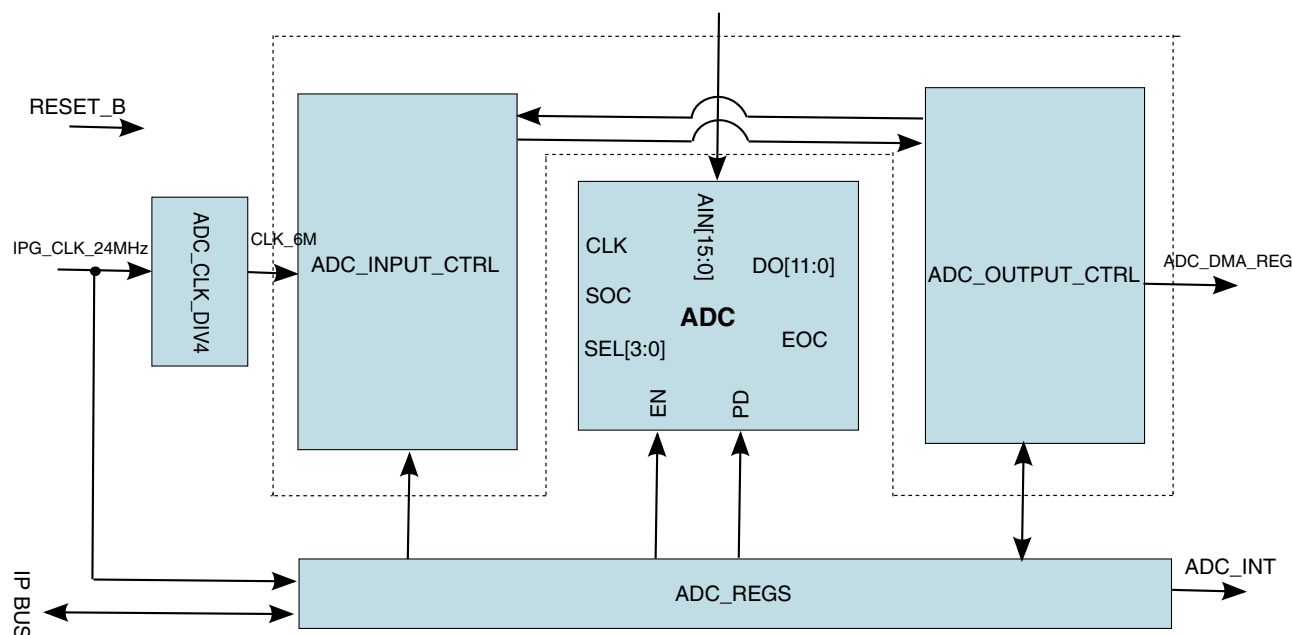 RESET_B
IPG_CLK_24MHz
ADC_CLK_DIV4
CLK_6M
ADC_INPUT_CTRL
AIN[15:0]
CLK
DO[11:0]
SOC
ADC
SEL[3:0]
EOC
EN
PD
ADC_OUTPUT_CTRL
ADC_DMA_REG
ADC_REGS
ADC_INT
IP BUS